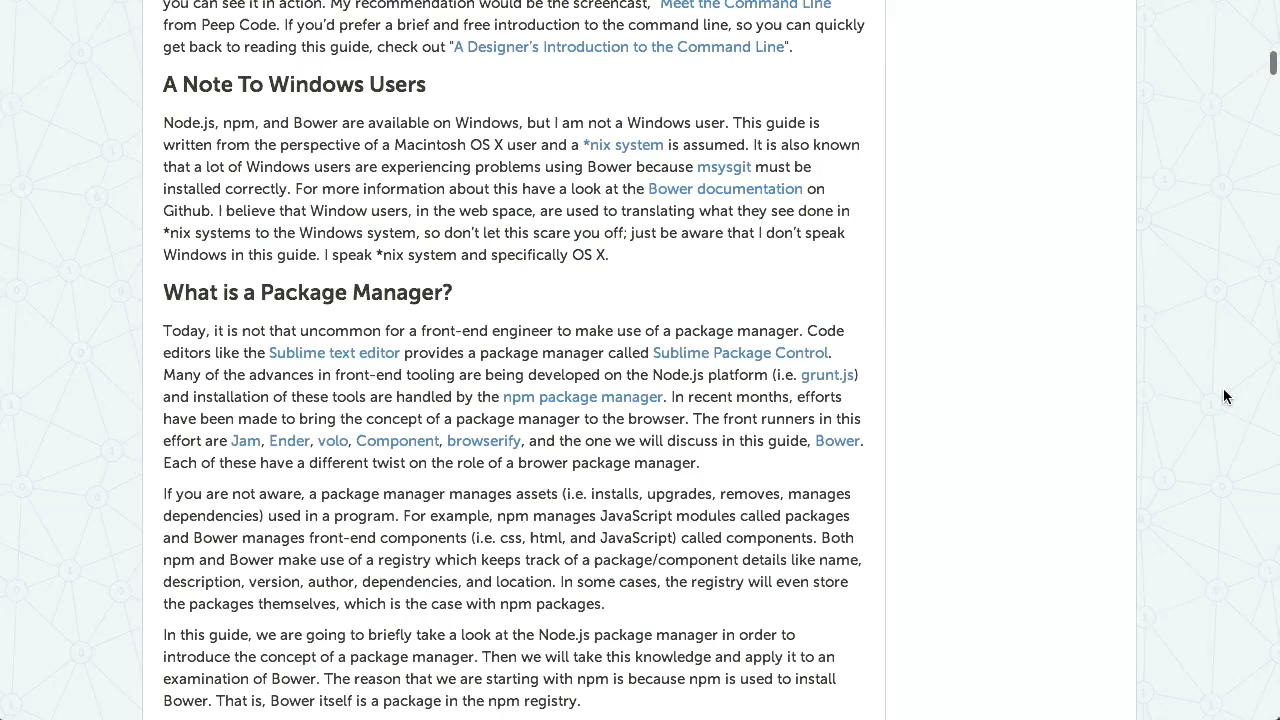 you can see it in action. My recommendation would be the screencast, "Meet the Command Line
from Peep Code. If you'd prefer a brief and free introduction to the command line, so you can quickly
get back to reading this guide, check out "A Designer's Introduction to the Command Line".
A Note To Windows Users
Node.js, npm, and Bower are available on Windows, but I am not a Windows user. This guide is
written from the perspective of a Macintosh OS X user and a *nix system is assumed. It is also known
that a lot of Windows users are experiencing problems using Bower because msysgit must be
installed correctly. For more information about this have a look at the Bower documentation on
Github. I believe that Window users, in the web space, are used to translating what they see done in
*nix systems to the Windows system, so don't let this scare you off; just be aware that I don't speak
Windows in this guide. I speak *nix system and specifically OS X.
What is a Package Manager?
Today, it is not that uncommon for a front-end engineer to make use of a package manager. Code
editors like the Sublime text editor provides a package manager called Sublime Package Control.
Many of the advances in front-end tooling are being developed on the Node.js platform (i.e. grunt.js)
and installation of these tools are handled by the npm package manager. In recent months, efforts
have been made to bring the concept of a package manager to the browser. The front runners in this
effort are Jam, Ender, volo, Component, browserify, and the one we will discuss in this guide, Bower.
Each of these have a different twist on the role of a brower package manager.
If you are not aware, a package manager manages assets (i.e. installs, upgrades, removes, manages
dependencies) used in a program. For example, npm manages JavaScript modules called packages
and Bower manages front-end components (i.e. css, html, and JavaScript) called components. Both
npm and Bower make use of a registry which keeps track of a package/component details like name,
description, version, author, dependencies, and location. In some cases, the registry will even store
the packages themselves, which is the case with npm packages.
In this guide, we are going to briefly take a look at the Node.js package manager in order to
introduce the concept of a package manager. Then we will take this knowledge and apply it to an
examination of Bower. The reason that we are starting with npm is because npm is used to install
Bower. That is, Bower itself is a package in the npm registry.